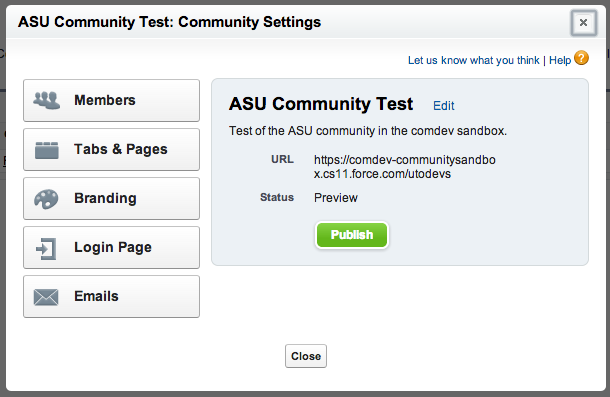 ASU Community Test: Community Settings
Let us know what you think | Help ?
Members
Tabs & Pages
Branding
Login Page
Emails
ASU Community Test Edit
Test of the ASU community in the comdev sandbox.
URL https://comdev-communitysandbo
x.cs11.force.com/utodevs
Status Preview
Publish
Close